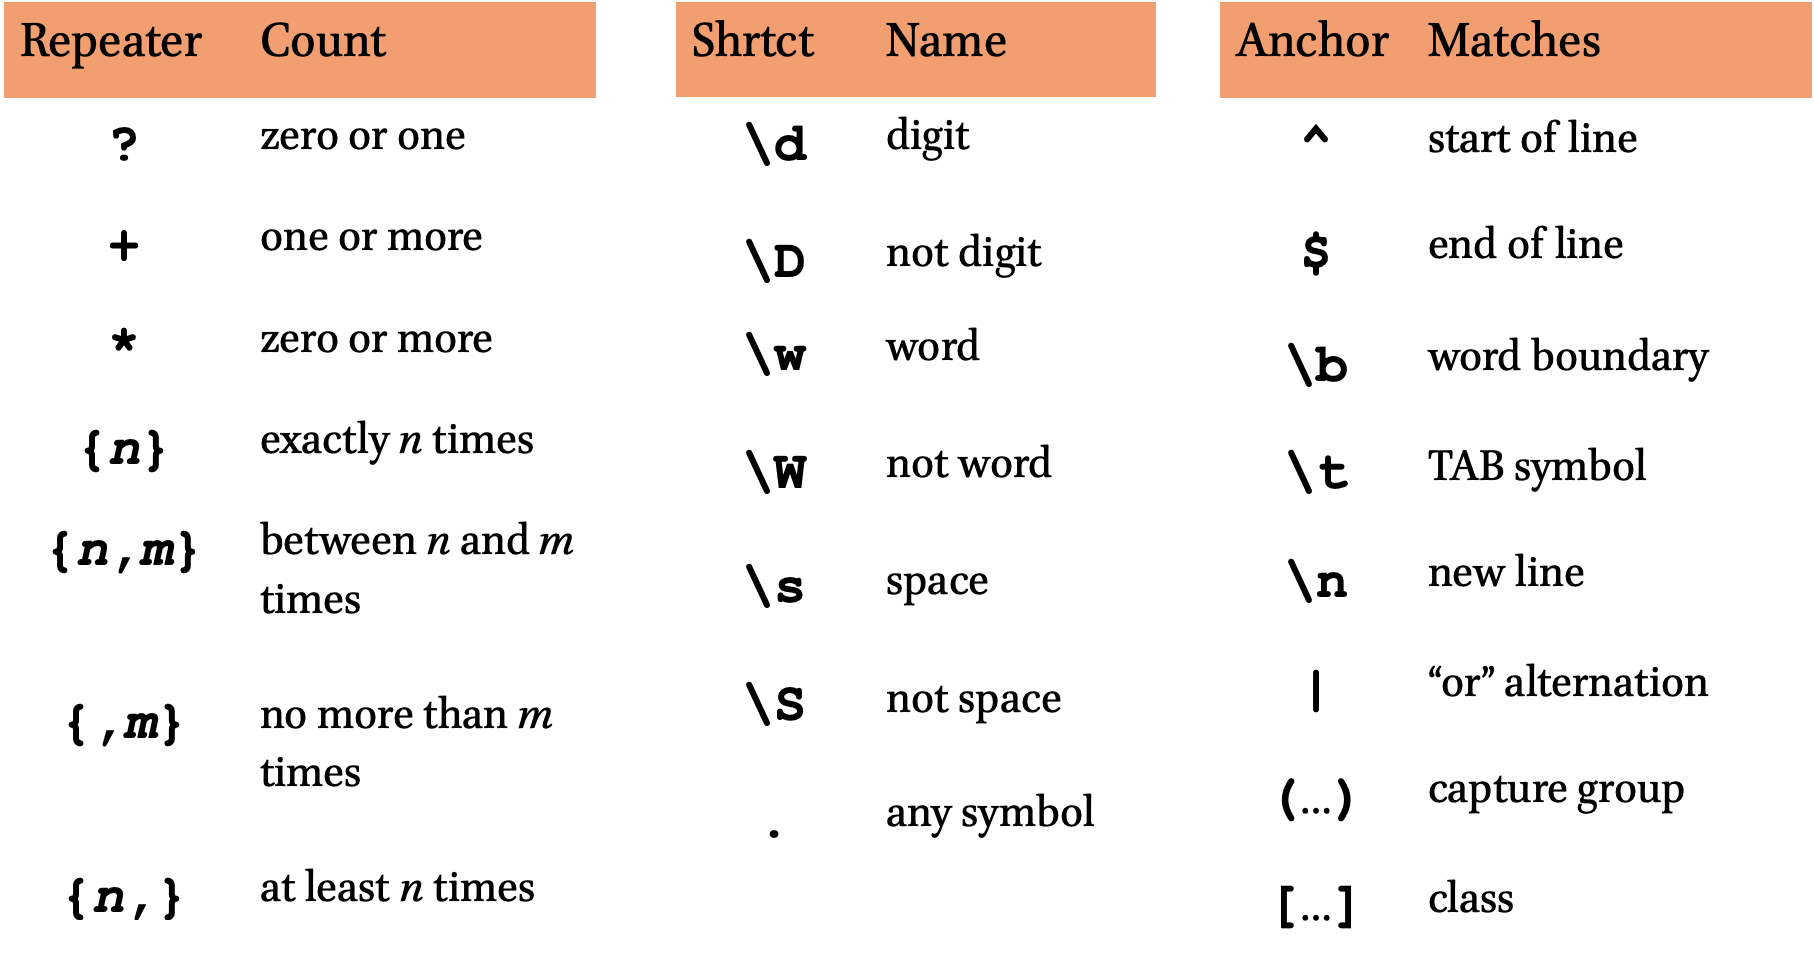 Repeater Count
? zero or one
+ one or more
* zero or more
{n} exactly n times
{n,m} between n and m
times
{,m} no more than m
times
{n,} at least n times
Shrtct Name
\d digit
\D not digit
\w word
\W not word
\s space
\S not space
. any symbol
Anchor Matches
^ start of line
$ end of line
\b word boundary
\t TAB symbol
\n new line
| “or” alternation
(…) capture group
[…] class